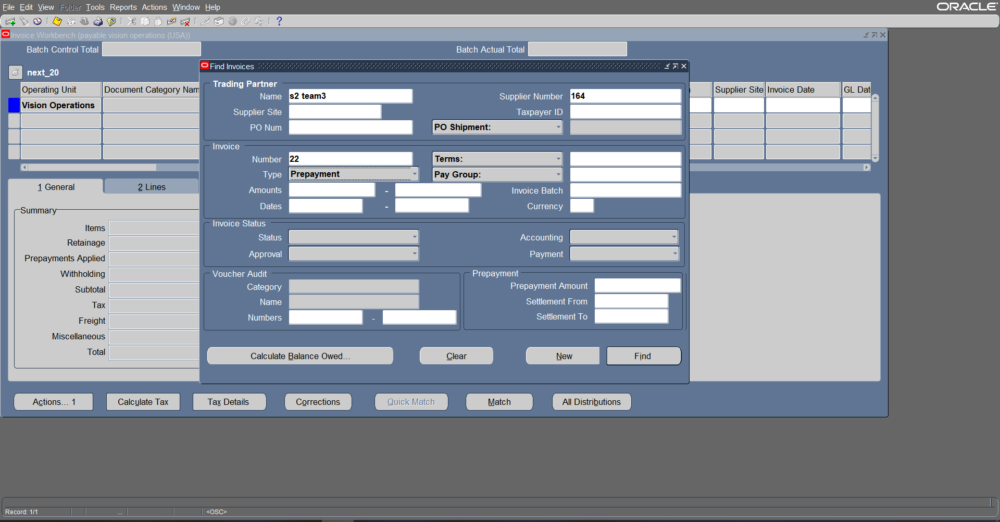 File Edit View Folder Tools Reports Actions Window Help
ORACLE
Invoice Workbench (payable vision operations (USA))
Batch Control Total
Batch Actual Total
next_20
Find Invoices
Operating Unit
Document Category Nam
Supplier Site
Invoice Date
GL Dat
Vision Operations
Trading Partner
Name s2 team3
Supplier Number 164
Supplier Site
Taxpayer ID
PO Num
PO Shipment:
Invoice
Number 22
Terms:
Type Prepayment
Pay Group:
Amounts -
Invoice Batch
Dates -
Currency
Invoice Status
Status
Accounting
Approval
Payment
Voucher Audit
Category
Name
Numbers -
Prepayment
Prepayment Amount
Settlement From
Settlement To
Calculate Balance Owed...
Clear
New
Find
1 General
2 Lines
Summary
Items
Retainage
Prepayments Applied
Withholding
Subtotal
Tax
Freight
Miscellaneous
Total
Actions... 1
Calculate Tax
Tax Details
Corrections
Quick Match
Match
All Distributions
Record: 1/1
...
<OSC>